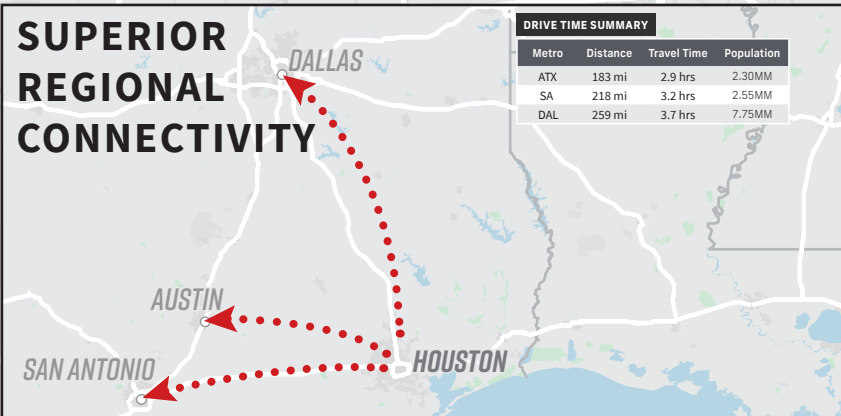 SUPERIOR
REGIONAL
CONNECTIVITY
DRIVE TIME SUMMARY
Metro Distance Travel Time Population
ATX 183 mi 2.9 hrs 2.30MM
SA 218 mi 3.2 hrs 2.55MM
DAL 259 mi 3.7 hrs 7.75MM
DALLAS
AUSTIN
SAN ANTONIO
HOUSTON